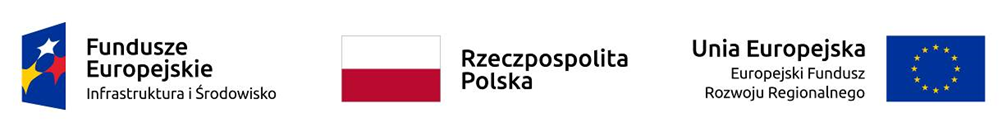 Fundusze
Europejskie
Infrastruktura i Środowisko
Rzeczpospolita
Polska
Unia Europejska
Europejski Fundusz
Rozwoju Regionalnego